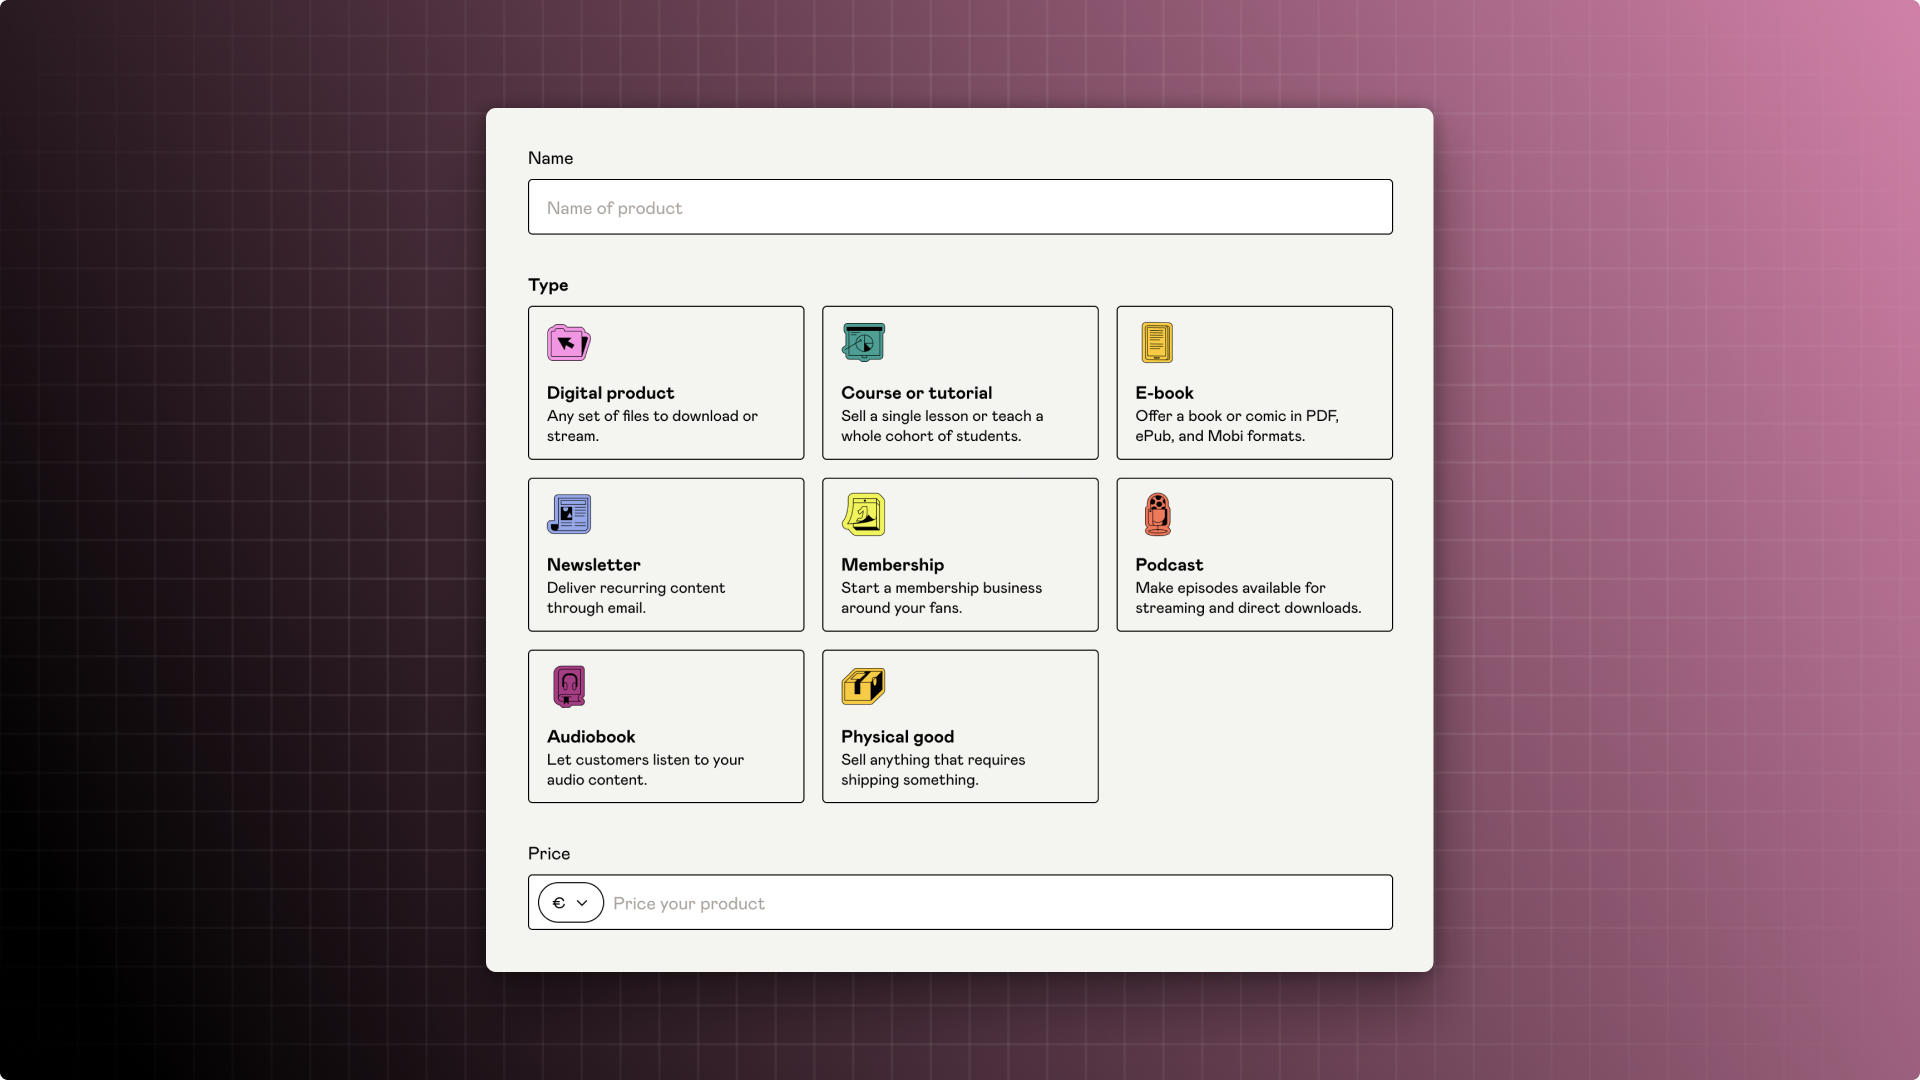 Name
Name of product
Type
Digital product
Any set of files to download or
stream.
Course or tutorial
Sell a single lesson or teach a
whole cohort of students.
E-book
Offer a book or comic in PDF,
ePub, and Mobi formats.
Newsletter
Deliver recurring content
through email.
Membership
Start a membership business
around your fans.
Podcast
Make episodes available for
streaming and direct downloads.
Audiobook
Let customers listen to your
audio content.
Physical good
Sell anything that requires
shipping something.
Price
€ Price your product